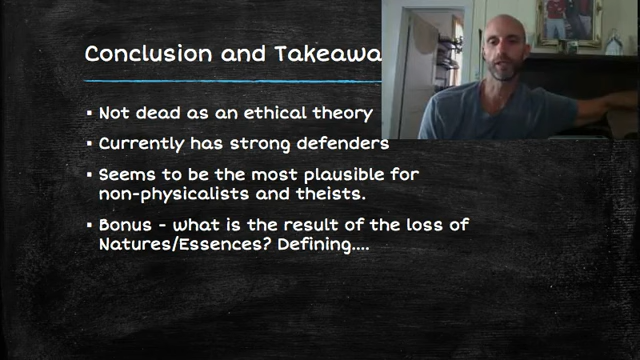 Conclusion and Takeawa
▪ Not dead as an ethical theory
▪ Currently has strong defenders
▪ Seems to be the most plausible for
non-physicalists and theists.
▪ Bonus - what is the result of the loss of
Natures/Essences? Defining....